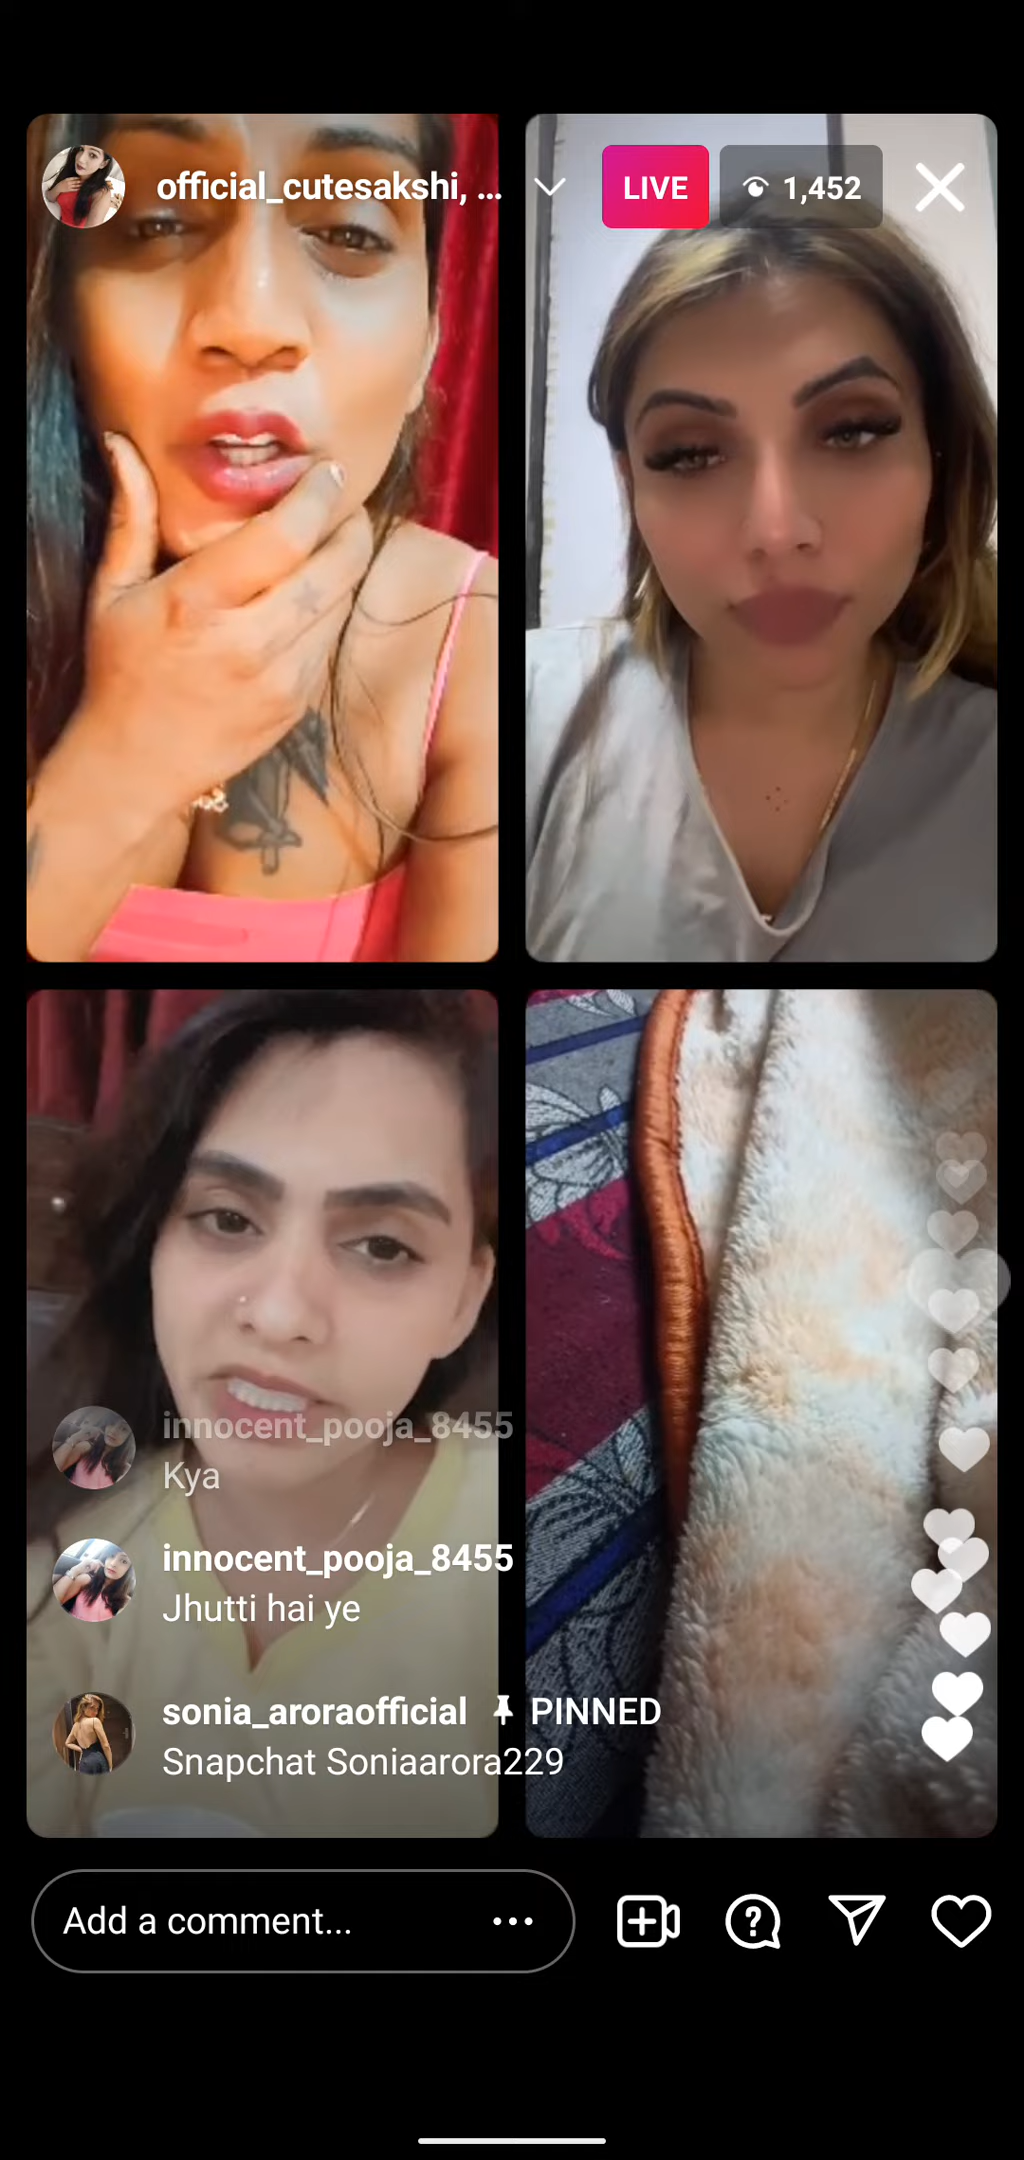 official_cutesakshi, ...
LIVE
1,452
innocent_pooja_8455
Kya
innocent_pooja_8455
Jhutti hai ye
sonia_aroraofficial PINNED
Snapchat Soniaarora229
Add a comment...